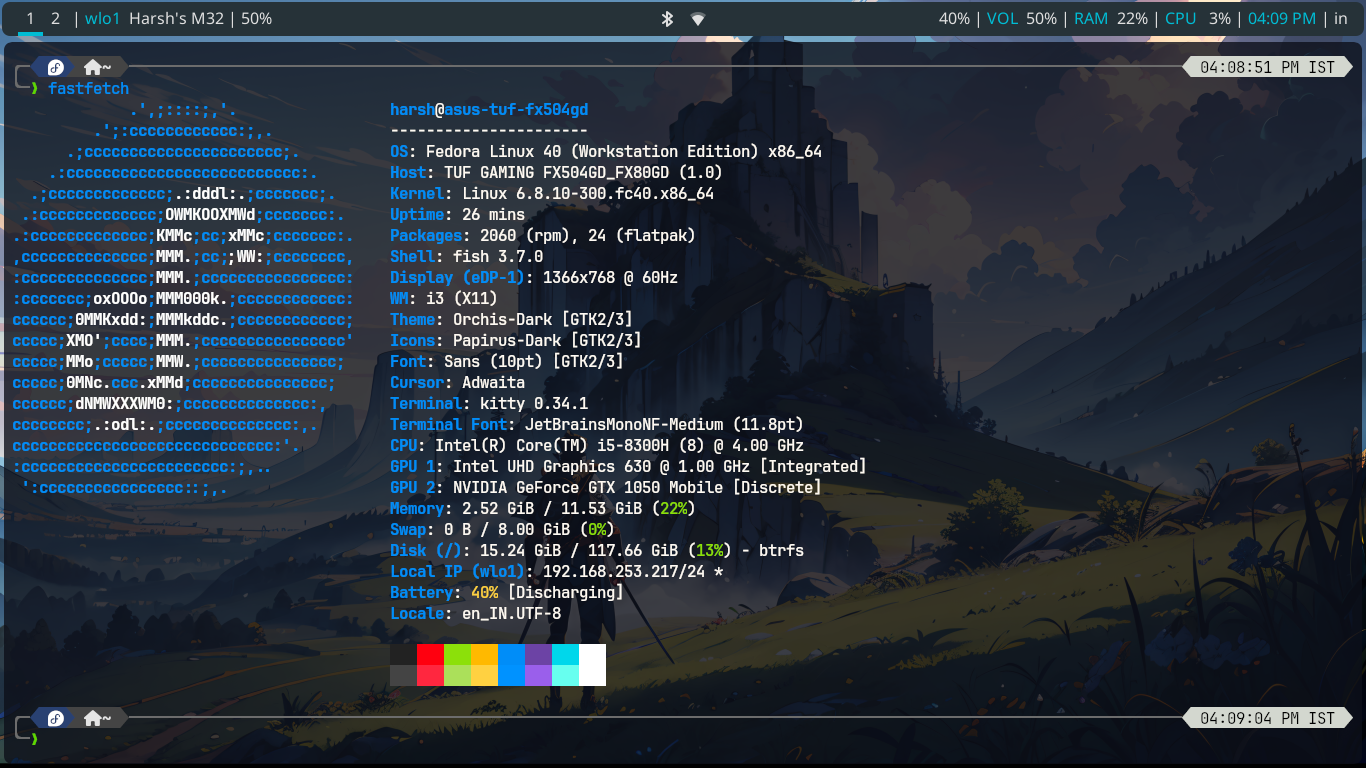 1 2 | wlo1 Harsh's M32 | 50% 40% | VOL 50% | RAM 22% | CPU 3% | 04:09 PM | in
~ 04:08:51 PM IST
❯ fastfetch
.',;::::;,'.
.';:cccccccccccc:;,.
.;cccccccccccccccccccccc;.
.:cccccccccccccccccccccccccc:.
.;ccccccccccccc;.:dddl:.;ccccccc;.
.:ccccccccccccc;OWMKOOXMWd;ccccccc:.
.:ccccccccccccc;KMMc;cc;xMMc;ccccccc:.
,cccccccccccccc;MMM.;cc;;WW:;cccccccc,
:cccccccccccccc;MMM.;cccccccccccccccc:
:ccccccc;oxOOOo;MMM000k.;cccccccccccc:
cccccc;0MMKxdd:;MMMkddc.;cccccccccccc;
ccccc;XMO';cccc;MMM.;cccccccccccccccc'
ccccc;MMo;ccccc;MMW.;ccccccccccccccc;
ccccc;0MNc.ccc.xMMd;ccccccccccccccc;
cccccc;dNMWXXXWM0:;cccccccccccccc:,
cccccccc;.:odl:.;cccccccccccccc:,.
ccccccccccccccccccccccccccccc:'.
:ccccccccccccccccccccccc:;,..
':cccccccccccccccc::;,.
harsh@asus-tuf-fx504gd
----------------------
OS: Fedora Linux 40 (Workstation Edition) x86_64
Host: TUF GAMING FX504GD_FX80GD (1.0)
Kernel: Linux 6.8.10-300.fc40.x86_64
Uptime: 26 mins
Packages: 2060 (rpm), 24 (flatpak)
Shell: fish 3.7.0
Display (eDP-1): 1366x768 @ 60Hz
WM: i3 (X11)
Theme: Orchis-Dark [GTK2/3]
Icons: Papirus-Dark [GTK2/3]
Font: Sans (10pt) [GTK2/3]
Cursor: Adwaita
Terminal: kitty 0.34.1
Terminal Font: JetBrainsMonoNF-Medium (11.8pt)
CPU: Intel(R) Core(TM) i5-8300H (8) @ 4.00 GHz
GPU 1: Intel UHD Graphics 630 @ 1.00 GHz [Integrated]
GPU 2: NVIDIA GeForce GTX 1050 Mobile [Discrete]
Memory: 2.52 GiB / 11.53 GiB (22%)
Swap: 0 B / 8.00 GiB (0%)
Disk (/): 15.24 GiB / 117.66 GiB (13%) - btrfs
Local IP (wlo1): 192.168.253.217/24 *
Battery: 40% [Discharging]
Locale: en_IN.UTF-8
~ 04:09:04 PM IST
❯